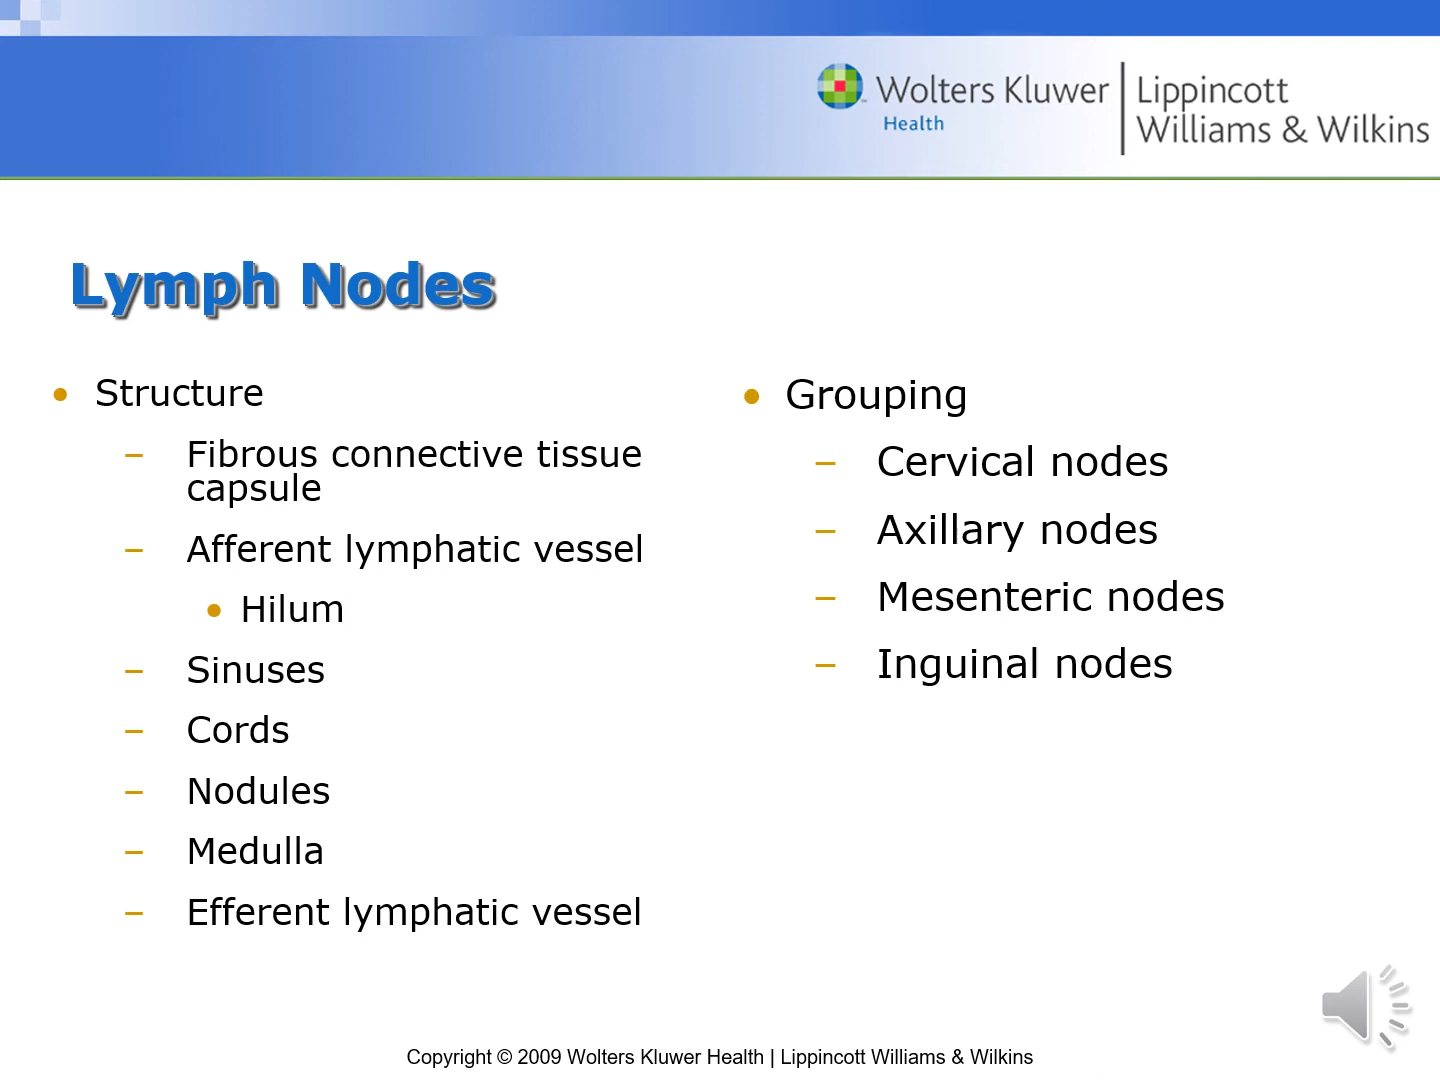 Wolters Kluwer
Health
Lippincott
Williams & Wilkins
Lymph Nodes
• Structure
– Fibrous connective tissue
capsule
– Afferent lymphatic vessel
• Hilum
– Sinuses
– Cords
– Nodules
– Medulla
– Efferent lymphatic vessel
• Grouping
– Cervical nodes
– Axillary nodes
– Mesenteric nodes
– Inguinal nodes
Copyright © 2009 Wolters Kluwer Health | Lippincott Williams & Wilkins